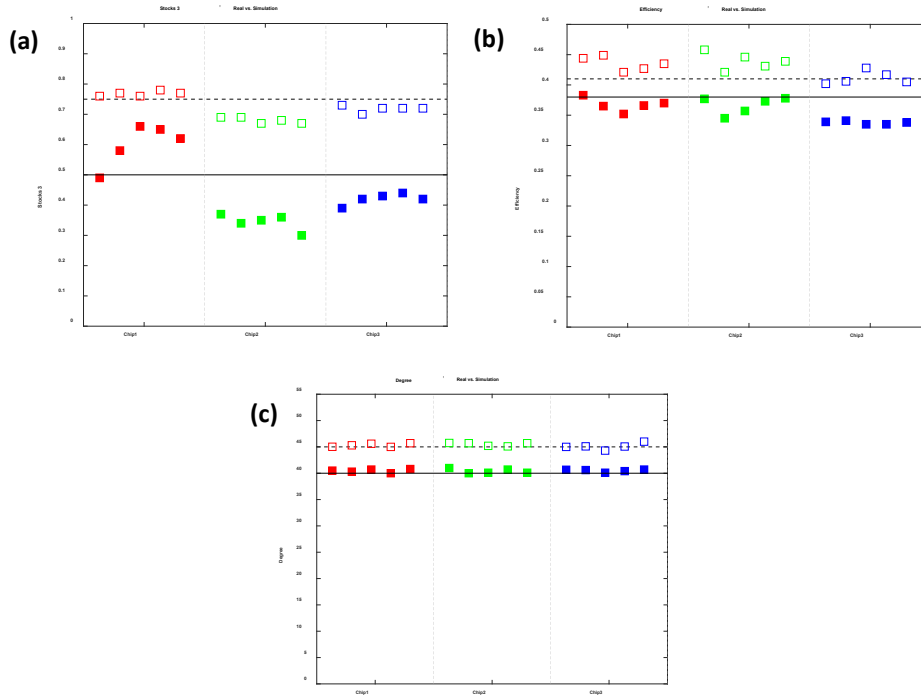 (a)
Stocks 3 ' Real vs. Simulation
1
0.9
0.8
0.7
0.6
0.5
0.4
0.3
0.2
0.1
0
Stocks 3
Chip1 Chip2 Chip3
(b)
Efficiency ' Real vs. Simulation
0.5
0.45
0.4
0.35
0.3
0.25
0.2
0.15
0.1
0.05
0
Efficiency
Chip1 Chip2 Chip3
(c)
Degree ' Real vs. Simulation
55
50
45
40
35
30
25
20
15
10
5
0
Degree
Chip1 Chip2 Chip3